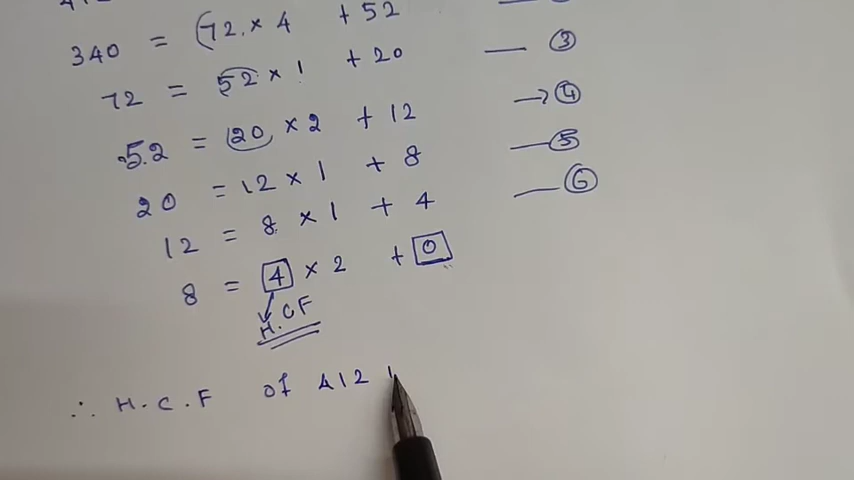 340 = 72 × 4 + 52
72 = 52 × 1 + 20 — ③
52 = 20 × 2 + 12 → ④
20 = 12 × 1 + 8 — ⑤
12 = 8 × 1 + 4 — ⑥
8 = 4 × 2 + 0
H.CF
∴ H.C.F of 412